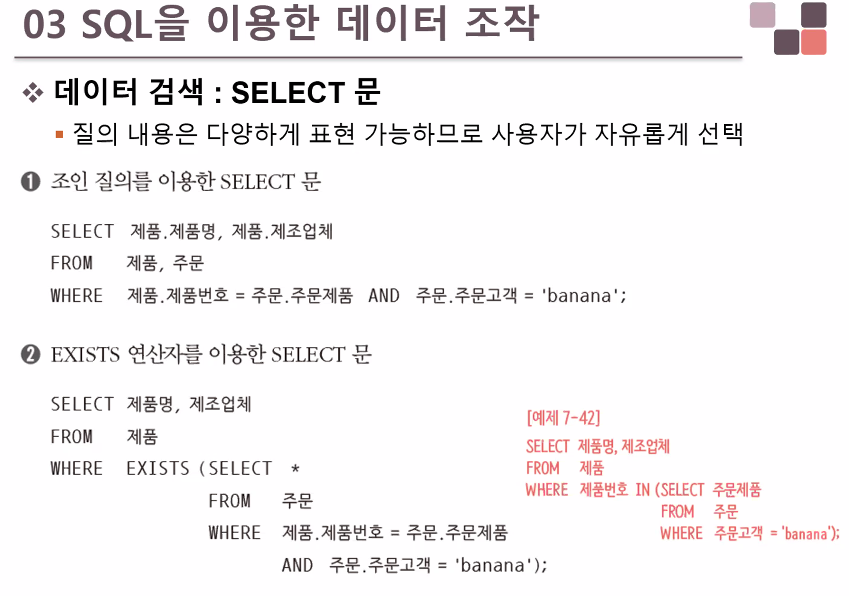 03 SQL을 이용한 데이터 조작
❖ 데이터 검색 : SELECT 문
▪ 질의 내용은 다양하게 표현 가능하므로 사용자가 자유롭게 선택
❶ 조인 질의를 이용한 SELECT 문
SELECT 제품.제품명, 제품.제조업체
FROM 제품, 주문
WHERE 제품.제품번호 = 주문.주문제품 AND 주문.주문고객 = 'banana';
❷ EXISTS 연산자를 이용한 SELECT 문
SELECT 제품명, 제조업체
FROM 제품
WHERE EXISTS (SELECT *
FROM 주문
WHERE 제품.제품번호 = 주문.주문제품
AND 주문.주문고객 = 'banana');
[예제 7-42]
SELECT 제품명, 제조업체
FROM 제품
WHERE 제품번호 IN (SELECT 주문제품
FROM 주문
WHERE 주문고객 = 'banana');